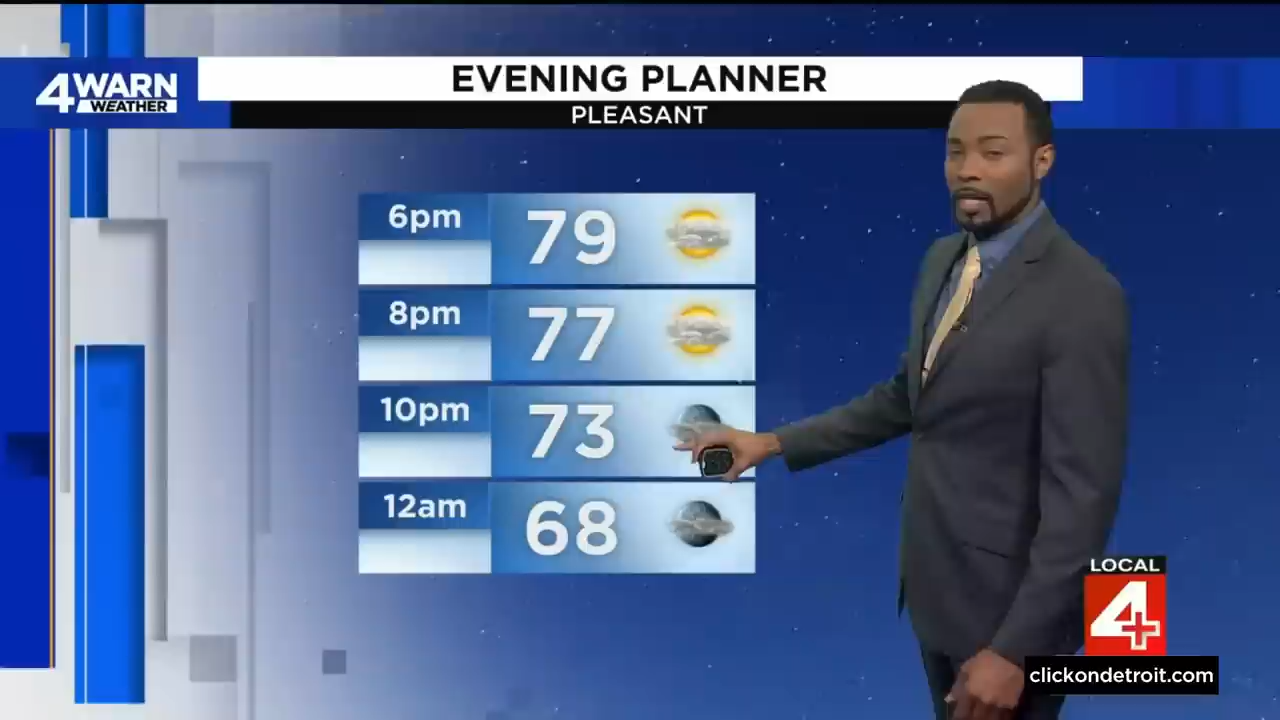 4WARN
WEATHER
EVENING PLANNER
PLEASANT
6pm 79
8pm 77
10pm 73
12am 68
LOCAL
4+
clickondetroit.com